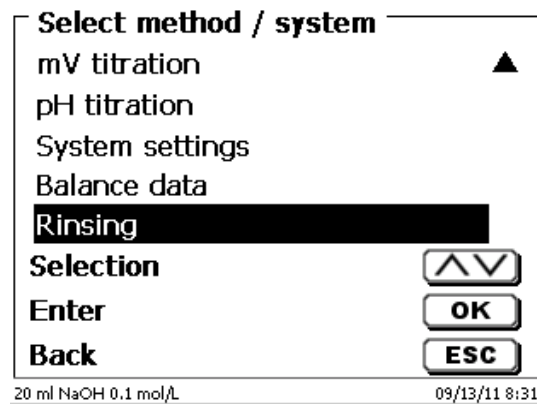 Select method / system
mV titration
pH titration
System settings
Balance data
Rinsing
Selection
Enter OK
Back ESC
20 ml NaOH 0.1 mol/L 09/13/11 8:31